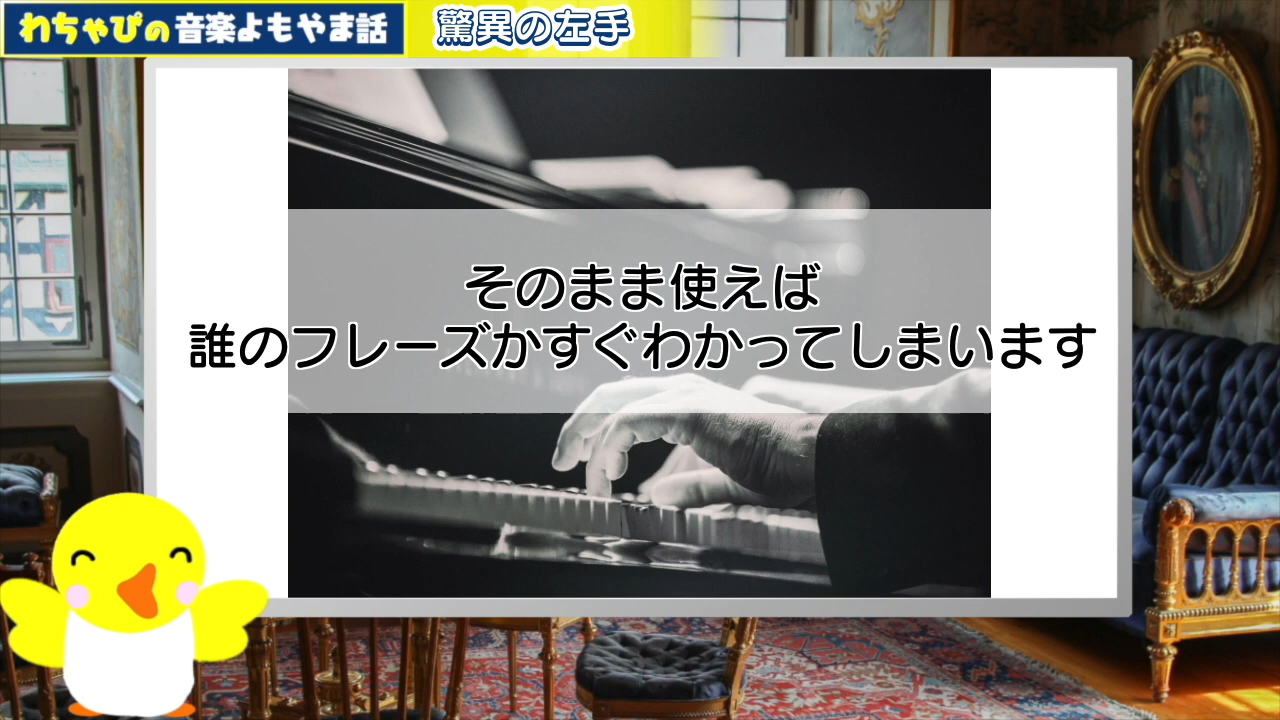 わちゃぴの音楽よもやま話
驚異の左手
そのまま使えば
誰のフレーズかすぐわかってしまいます